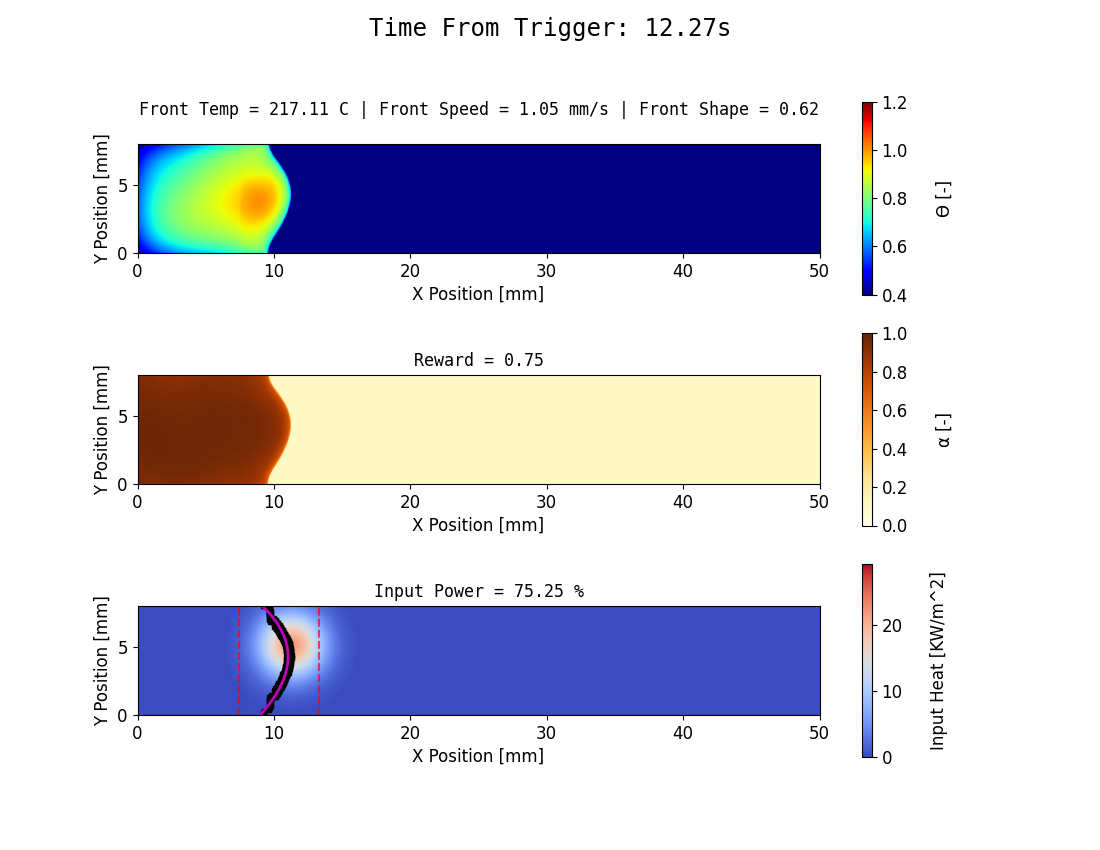 Time From Trigger: 12.27s
Front Temp = 217.11 C | Front Speed = 1.05 mm/s | Front Shape = 0.62
Y Position [mm]
5
0
0 10 20 30 40 50
X Position [mm]
1.2
1.0
0.8
0.6
0.4
Θ [-]
Reward = 0.75
Y Position [mm]
5
0
0 10 20 30 40 50
X Position [mm]
1.0
0.8
0.6
0.4
0.2
0.0
α [-]
Input Power = 75.25 %
Y Position [mm]
5
0
0 10 20 30 40 50
X Position [mm]
20
10
0
Input Heat [KW/m^2]